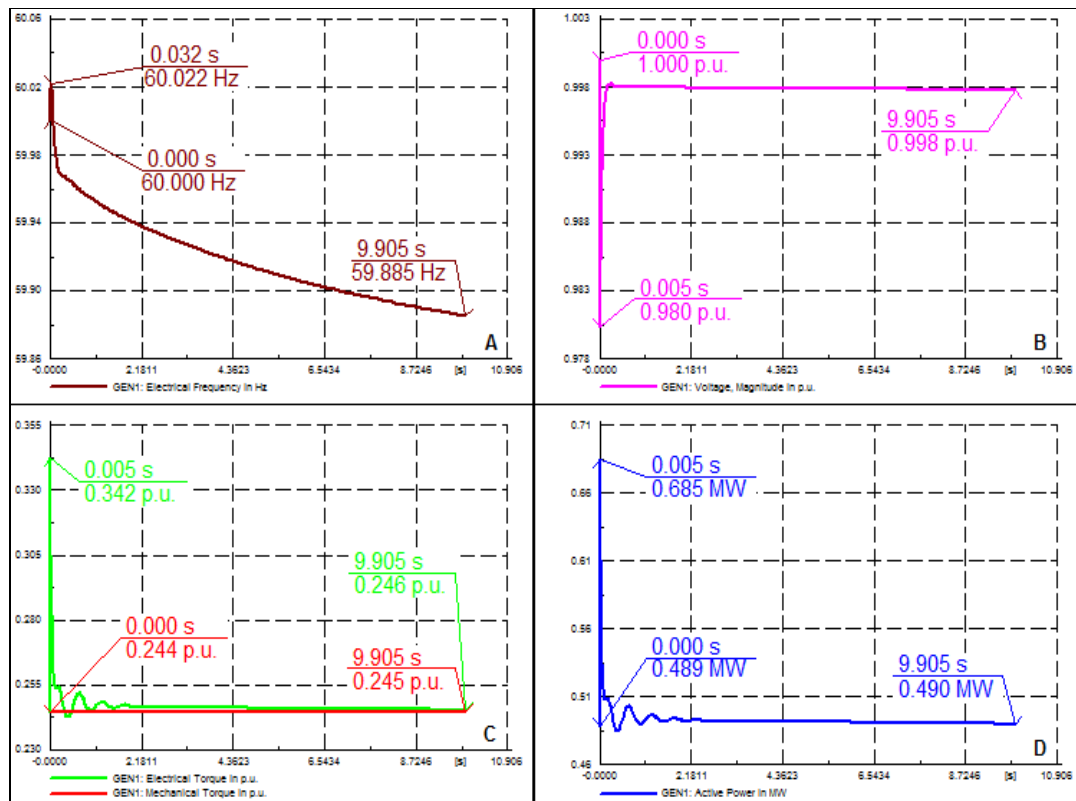 60.06
60.02
59.98
59.94
59.90
59.86
0.032 s
60.022 Hz
0.000 s
60.000 Hz
9.905 s
59.885 Hz
A
-0.0000
2.1811
4.3623
6.5434
8.7246
[s]
10.906
GEN1: Electrical Frequency in Hz
1.003
0.998
0.993
0.988
0.983
0.978
0.000 s
1.000 p.u.
9.905 s
0.998 p.u.
0.005 s
0.980 p.u.
B
-0.0000
2.1811
4.3623
6.5434
8.7246
[s]
10.906
GEN1: Voltage, Magnitude in p.u.
0.355
0.330
0.305
0.280
0.255
0.230
0.005 s
0.342 p.u.
9.905 s
0.246 p.u.
0.000 s
0.244 p.u.
9.905 s
0.245 p.u.
C
-0.0000
2.1811
4.3623
6.5434
8.7246
[s]
10.906
GEN1: Electrical Torque in p.u.
GEN1: Mechanical Torque in p.u.
0.71
0.66
0.61
0.56
0.51
0.46
0.005 s
0.685 MW
0.000 s
0.489 MW
9.905 s
0.490 MW
D
-0.0000
2.1811
4.3623
6.5434
8.7246
[s]
10.906
GEN1: Active Power in MW